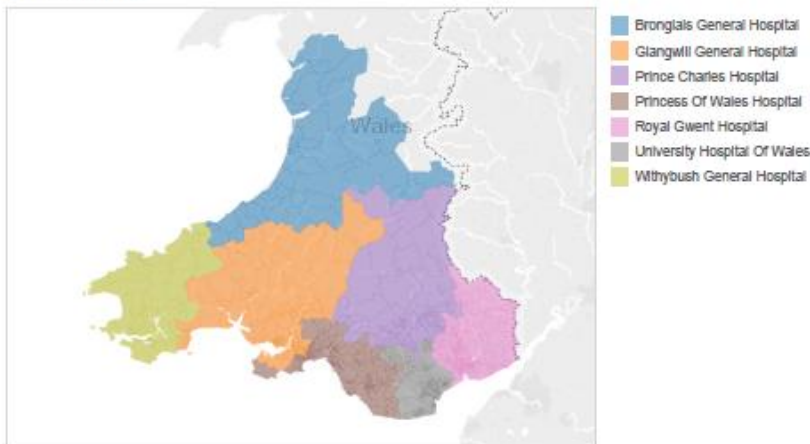 Bronglais General Hospital
Glangwili General Hospital
Prince Charles Hospital
Princess Of Wales Hospital
Royal Gwent Hospital
University Hospital Of Wales
Withybush General Hospital
Wales